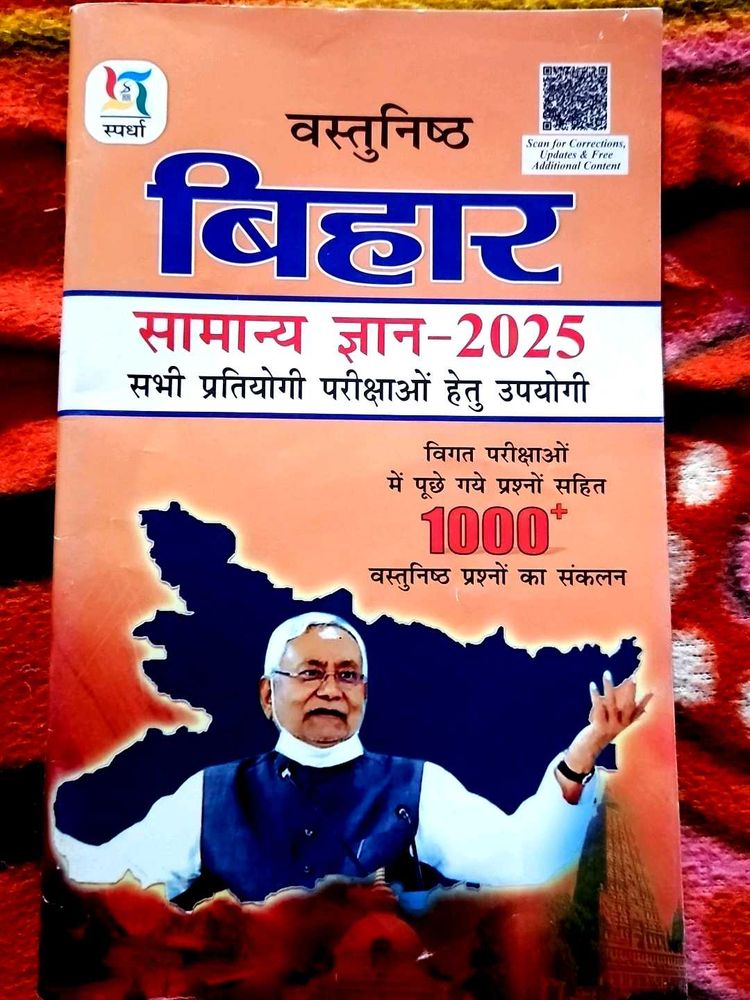 स्पर्धा
Scan for Corrections,
Updates & Free
Additional Content
वस्तुनिष्ठ
बिहार
सामान्य ज्ञान-2025
सभी प्रतियोगी परीक्षाओं हेतु उपयोगी
विगत परीक्षाओं
में पूछे गये प्रश्नों सहित
1000+
वस्तुनिष्ठ प्रश्नों का संकलन